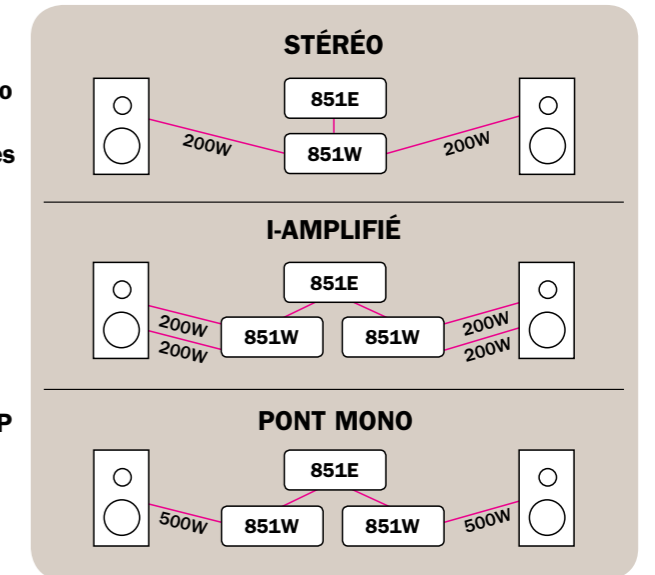 STÉRÉO
o
851E
es
200W 851W 200W
I-AMPLIFIÉ
851E
200W 200W
200W 851W 851W 200W
P
PONT MONO
851E
500W 851W 851W 500W